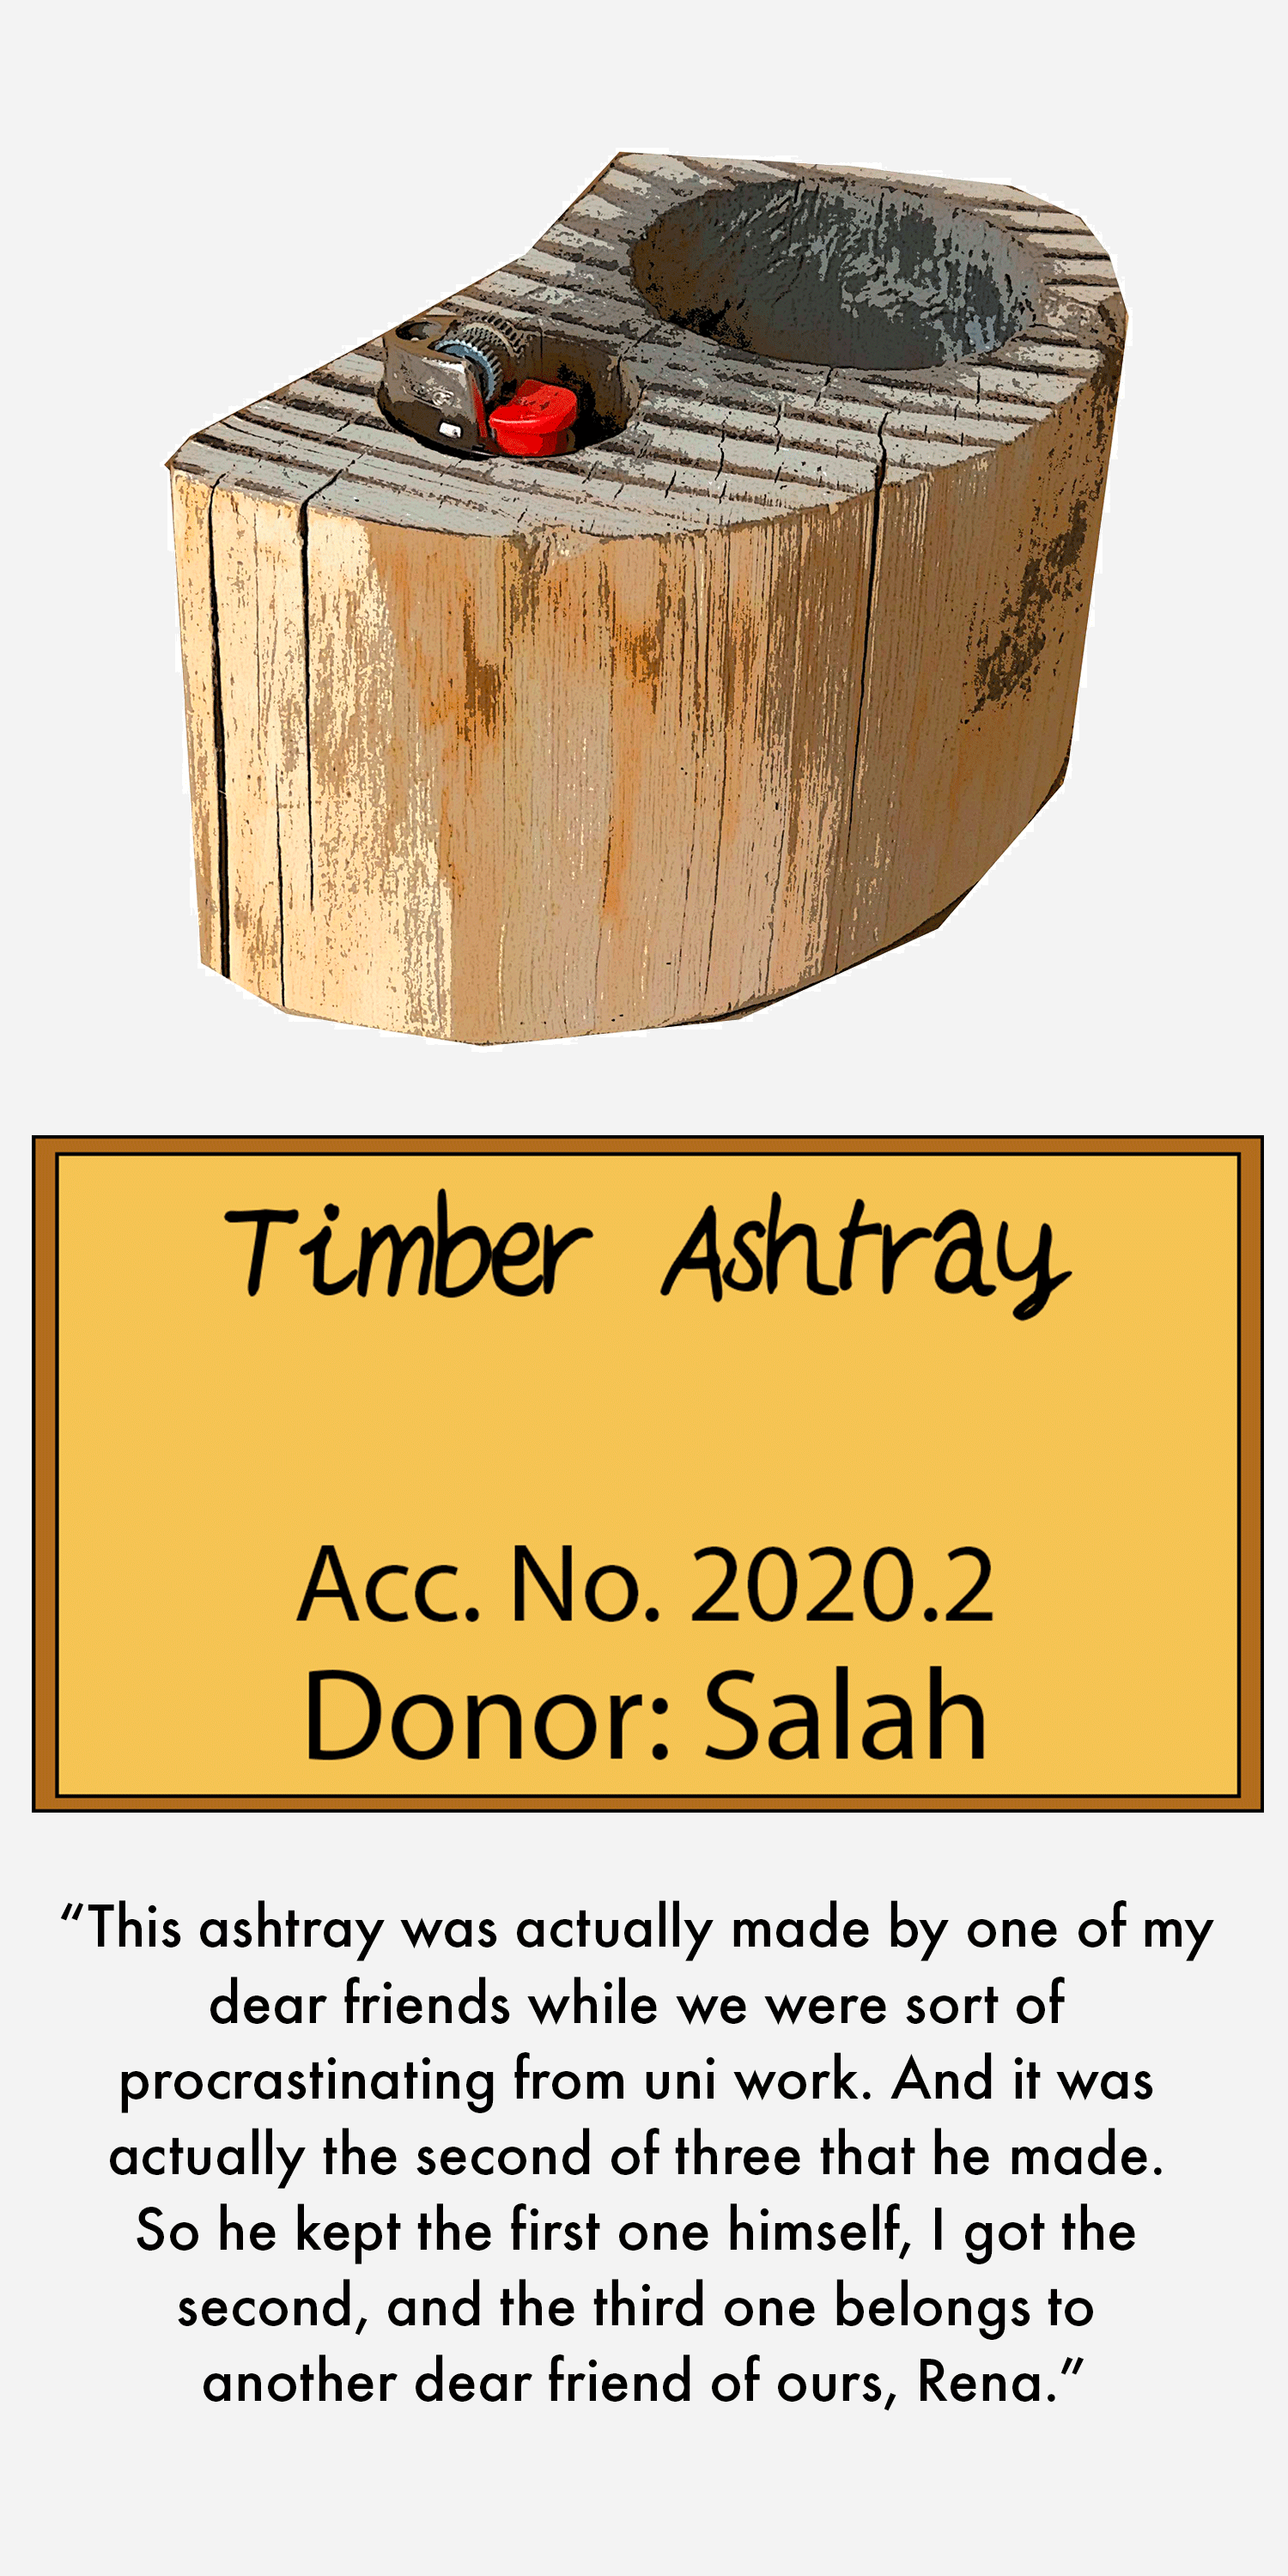 Timber Ashtray
Acc. No. 2020.2
Donor: Salah
“This ashtray was actually made by one of my
dear friends while we were sort of
procrastinating from uni work. And it was
actually the second of three that he made.
So he kept the first one himself, I got the
second, and the third one belongs to
another dear friend of ours, Rena.”